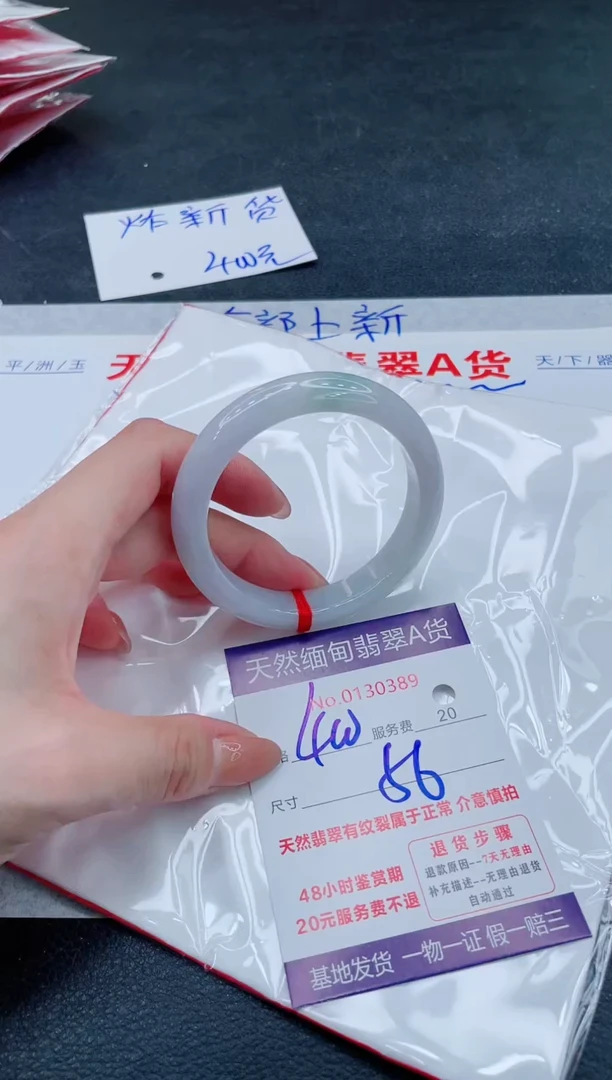 炸新货
400元
全部上新
平/洲/玉
翡翠A货
天/下/器
天然缅甸翡翠A货
No.0130389
格 400 服务费 20
尺寸 56
天然翡翠有纹裂属于正常 介意慎拍
48小时鉴赏期
20元服务费不退
退货步骤
退款原因--7天无理由
补充描述--无理由退货
自动通过
基地发货 一物一证 假一赔三